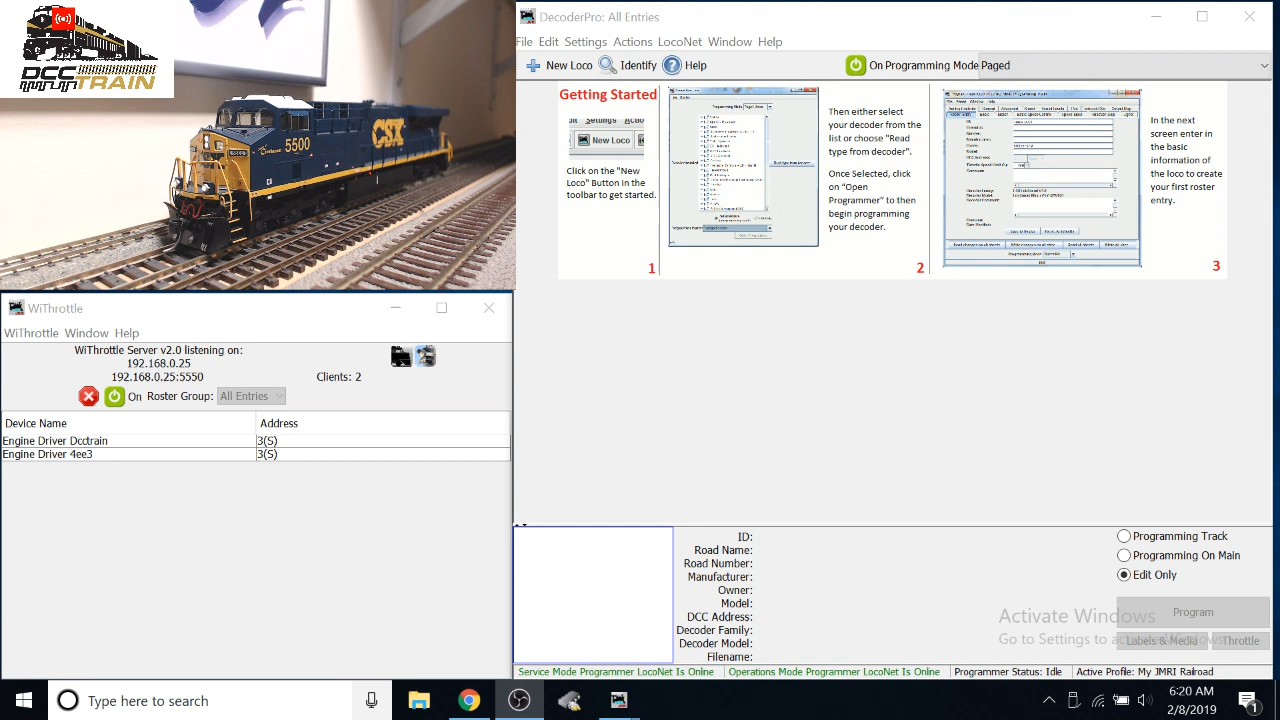 DCC TRAIN
5500
CSX
WiThrottle
WiThrottle Window Help
WiThrottle Server v2.0 listening on:
192.168.0.25
192.168.0.25:5550
Clients: 2
On Roster Group: All Entries
Device Name Address
Engine Driver Dcctrain 3(S)
Engine Driver 4ee3 3(S)
DecoderPro: All Entries
File Edit Settings Actions LocoNet Window Help
New Loco Identify Help On Programming Mode Paged
Getting Started
New Loco
Click on the "New
Loco" Button in the
toolbar to get started.
1
Then either select
your decoder from the
list or choose "Read
type from decoder".
Once Selected, click
on "Open
Programmer" to then
begin programming
your decoder.
2
In the next
screen enter in
the basic
information of
the loco to create
your first roster
entry.
3
ID:
Road Name:
Road Number:
Manufacturer:
Owner:
Model:
DCC Address:
Decoder Family:
Decoder Model:
Filename:
Programming Track
Programming On Main
Edit Only
Program
Labels & Media Throttle
Activate Windows
Go to Settings to
Service Mode Programmer LocoNet Is Online Operations Mode Programmer LocoNet Is Online Programmer Status: Idle Active Profile: My JMRI Railroad
Type here to search
6:20 AM
2/8/2019
1